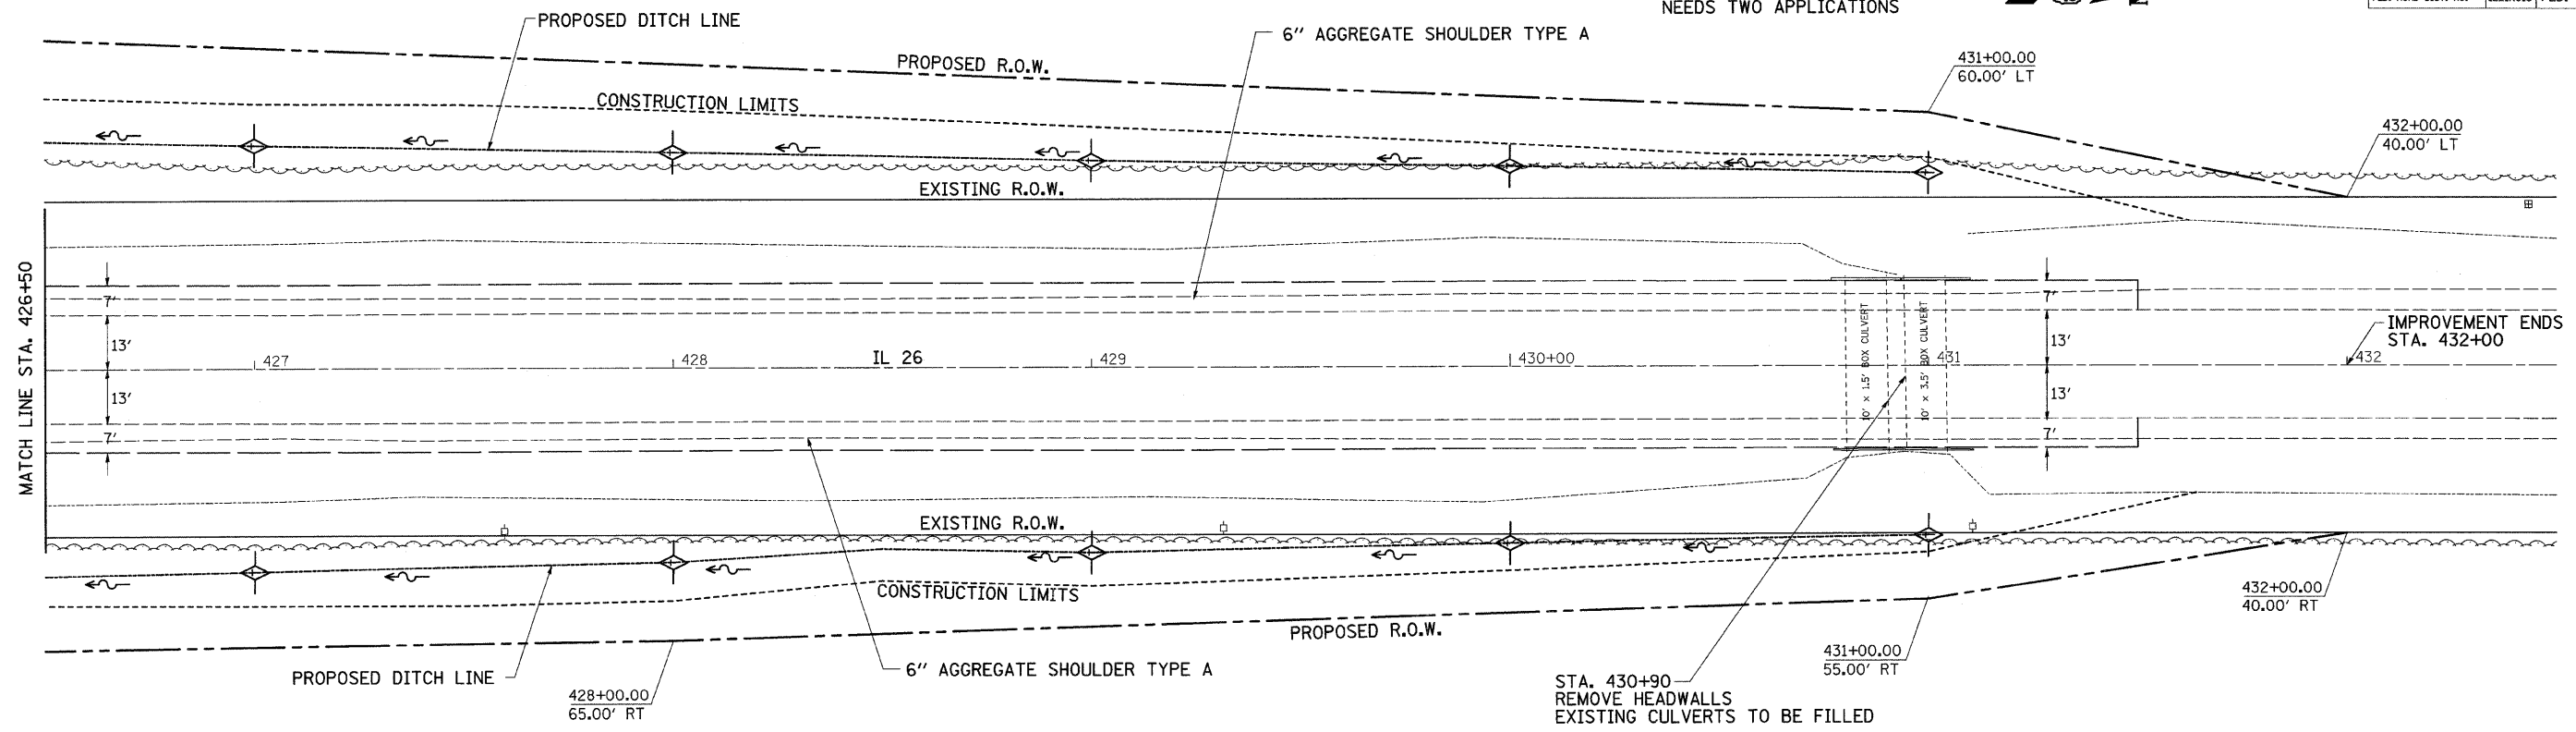 NEEDS TWO APPLICATIONS
PROPOSED DITCH LINE
6" AGGREGATE SHOULDER TYPE A
PROPOSED R.O.W.
431+00.00
60.00' LT
CONSTRUCTION LIMITS
432+00.00
40.00' LT
EXISTING R.O.W.
MATCH LINE STA. 426+50
7'
13'
13'
7'
427
428
IL 26
429
430+00
10' x 1.5' BOX CULVERT
10' x 3.5' BOX CULVERT
431
7'
13'
13'
7'
IMPROVEMENT ENDS
STA. 432+00
432
EXISTING R.O.W.
CONSTRUCTION LIMITS
PROPOSED R.O.W.
432+00.00
40.00' RT
PROPOSED DITCH LINE
6" AGGREGATE SHOULDER TYPE A
428+00.00
65.00' RT
431+00.00
55.00' RT
STA. 430+90
REMOVE HEADWALLS
EXISTING CULVERTS TO BE FILLED